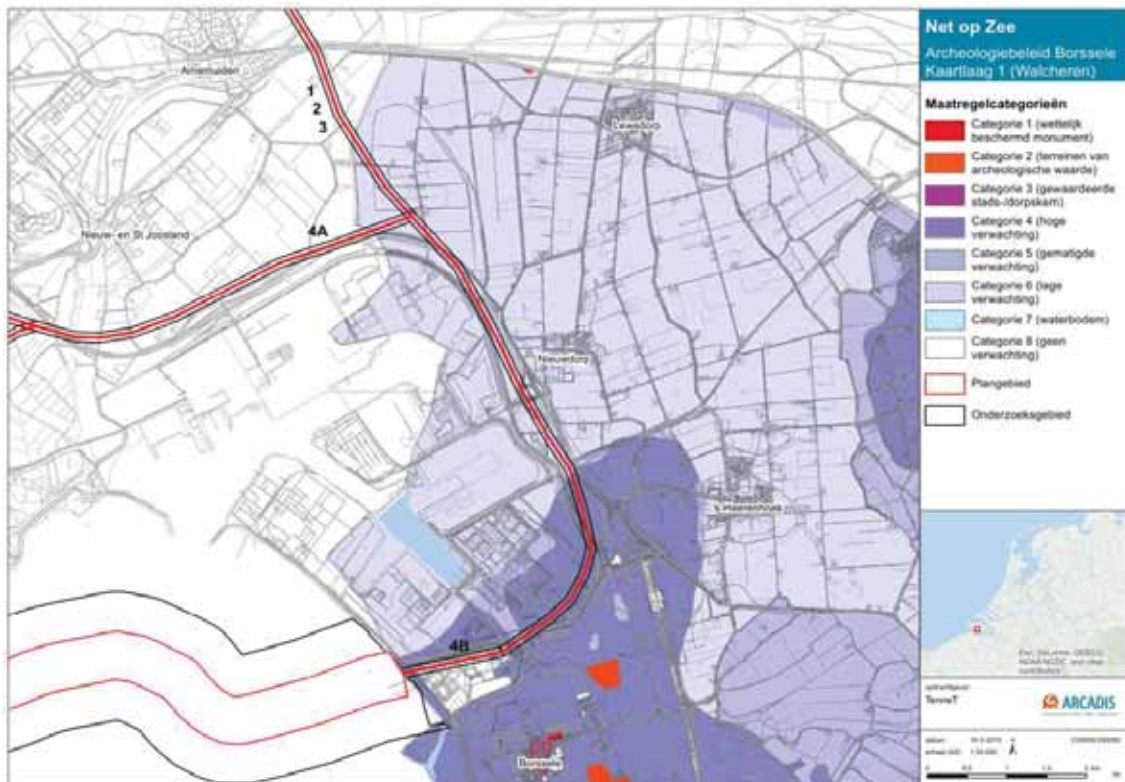 Net op Zee
Archeologiebeleid Borssele
Kaartlaag 1 (Walcheren)
Maatregelcategorieën
Categorie 1 (wettelijk
beschermd monument)
Categorie 2 (terreinen van
archeologische waarde)
Categorie 3 (gewaardeerde
stads-/dorpskern)
Categorie 4 (hoge
verwachting)
Categorie 5 (gematigde
verwachting)
Categorie 6 (lage
verwachting)
Categorie 7 (waterbodem)
Categorie 8 (geen
verwachting)
Plangebied
Onderzoeksgebied
Arnemuiden
1
2
3
Lewedorp
Nieuw- en St Joosland
4A
Nieuwdorp
's Heerenhoek
4B
Borssele
opdrachtgever
TenneT
ARCADIS